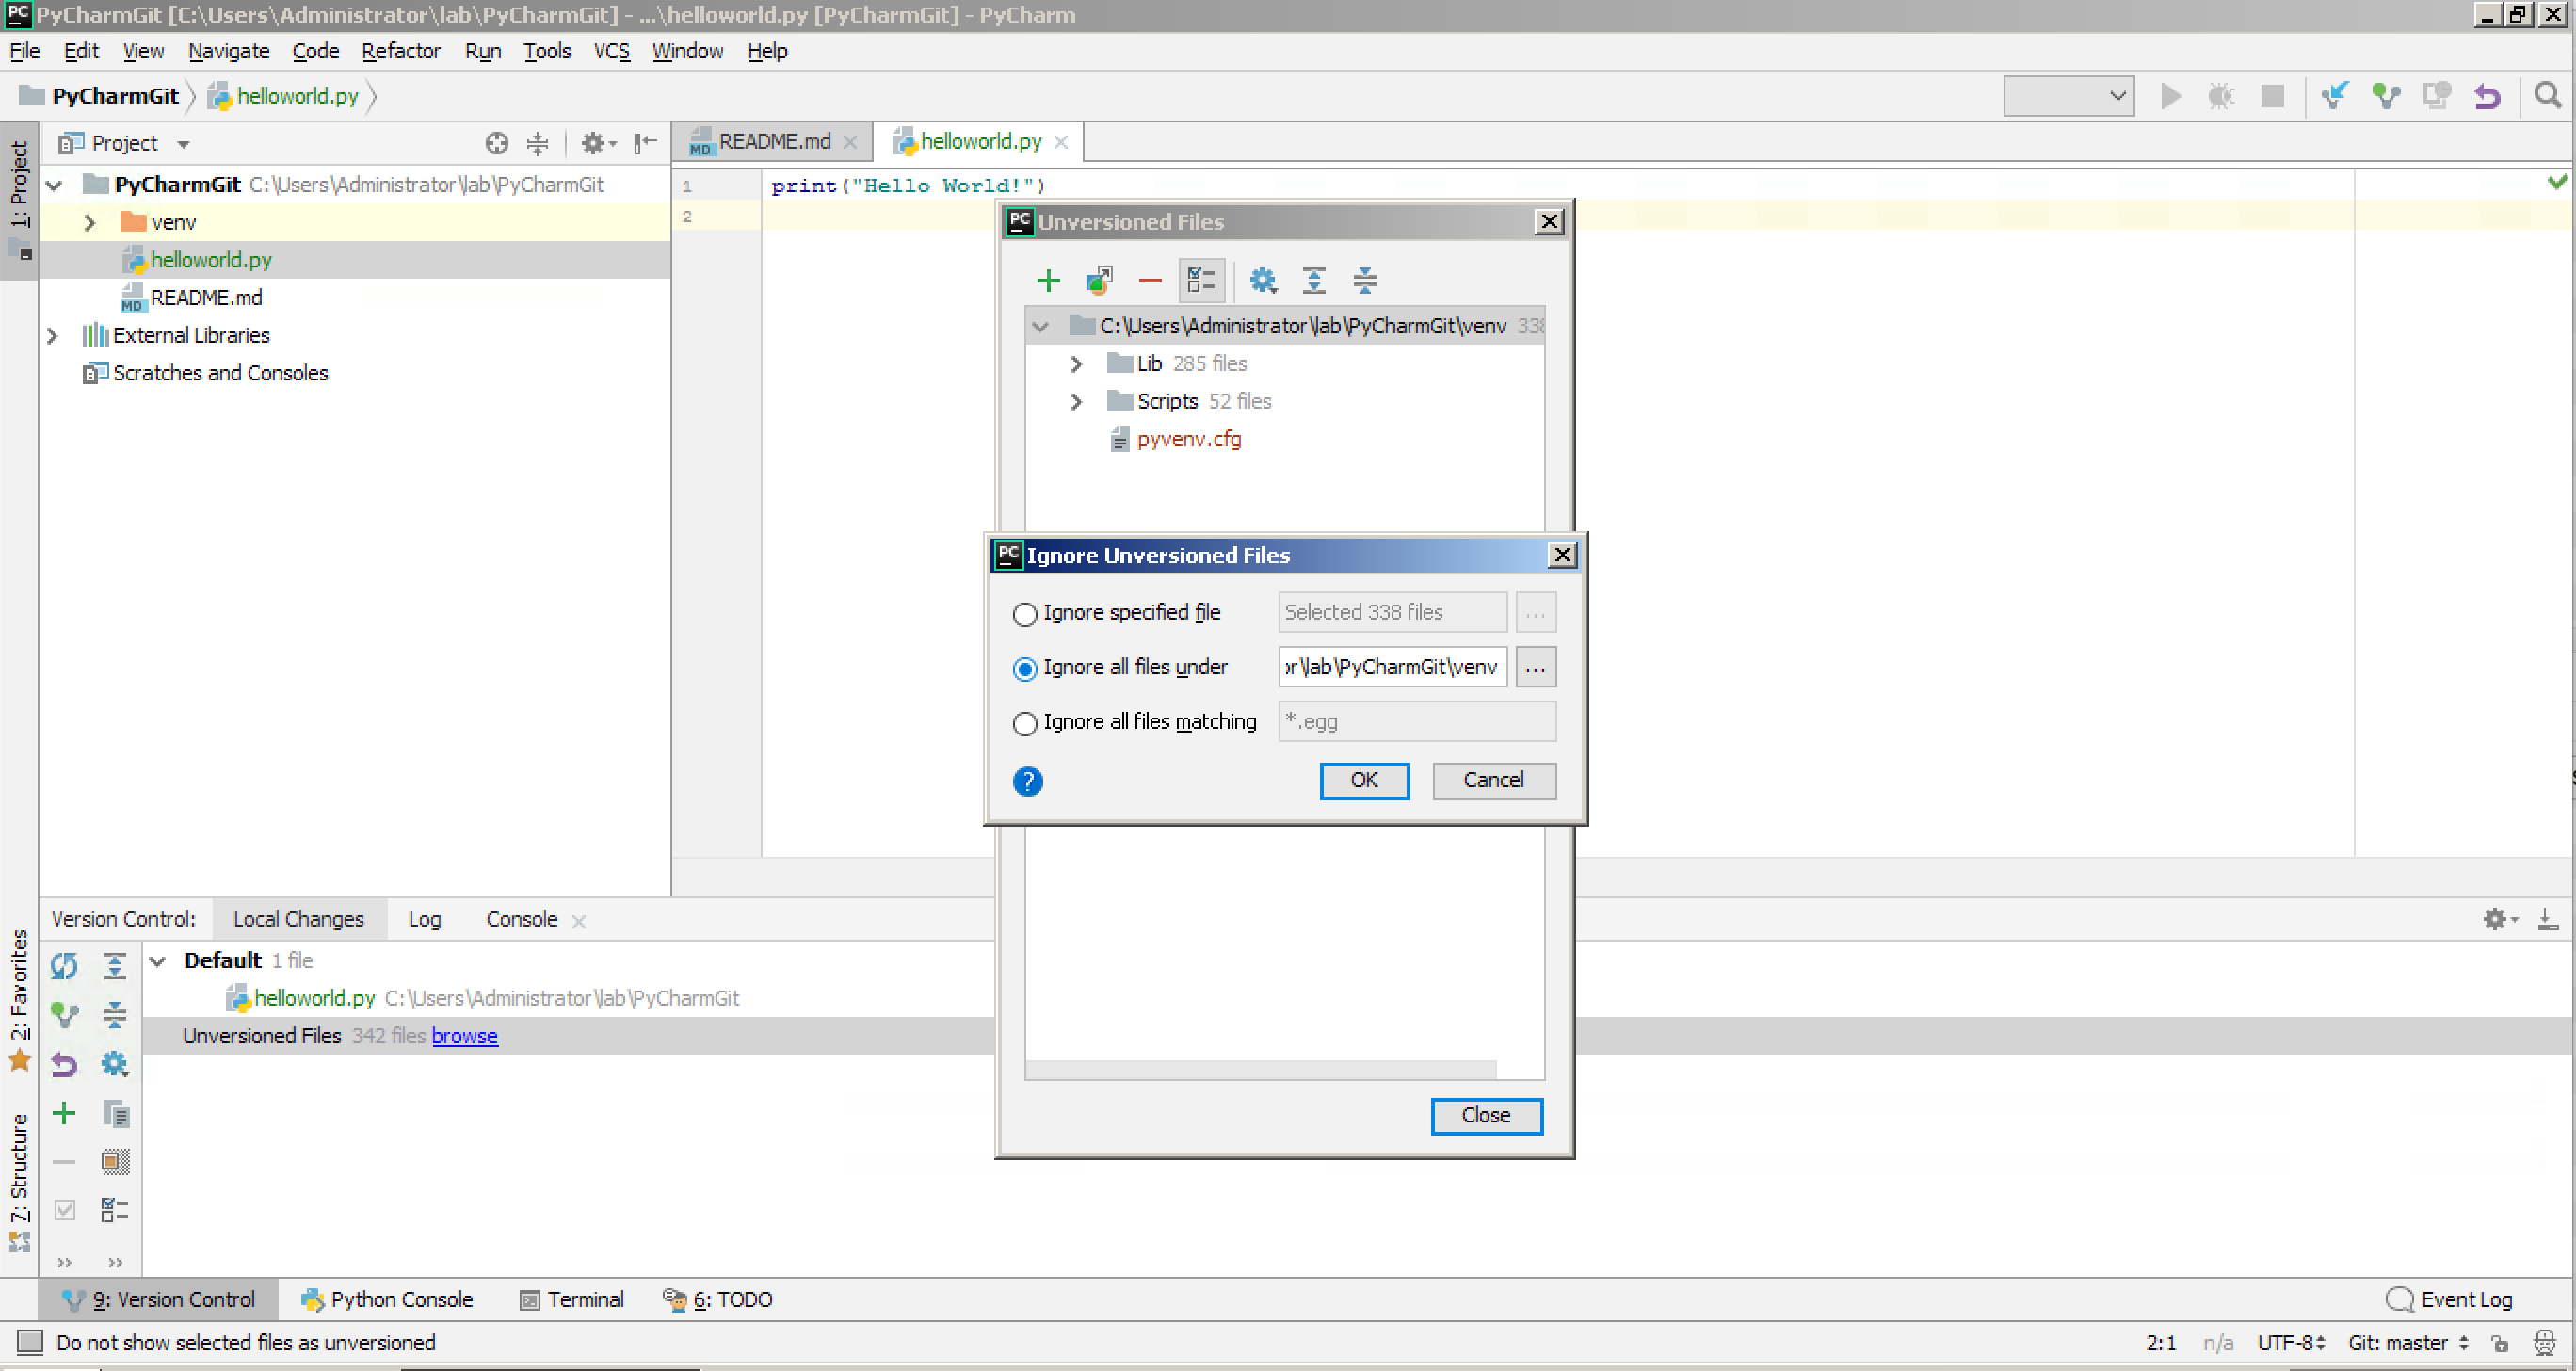 PyCharmGit [C:\Users\Administrator\lab\PyCharmGit] - ...\helloworld.py [PyCharmGit] - PyCharm
File Edit View Navigate Code Refactor Run Tools VCS Window Help
PyCharmGit helloworld.py
1: Project
Project
README.md helloworld.py
PyCharmGit C:\Users\Administrator\lab\PyCharmGit
venv
helloworld.py
README.md
External Libraries
Scratches and Consoles
1 print("Hello World!")
2
Unversioned Files
C:\Users\Administrator\lab\PyCharmGit\venv 338
Lib 285 files
Scripts 52 files
pyvenv.cfg
Ignore Unversioned Files
Ignore specified file Selected 338 files ...
Ignore all files under or\lab\PyCharmGit\venv ...
Ignore all files matching *.egg
? OK Cancel
Close
Version Control: Local Changes Log Console
Default 1 file
helloworld.py C:\Users\Administrator\lab\PyCharmGit
Unversioned Files 342 files browse
2: Favorites
7: Structure
9: Version Control Python Console Terminal 6: TODO Event Log
Do not show selected files as unversioned 2:1 n/a UTF-8 Git: master